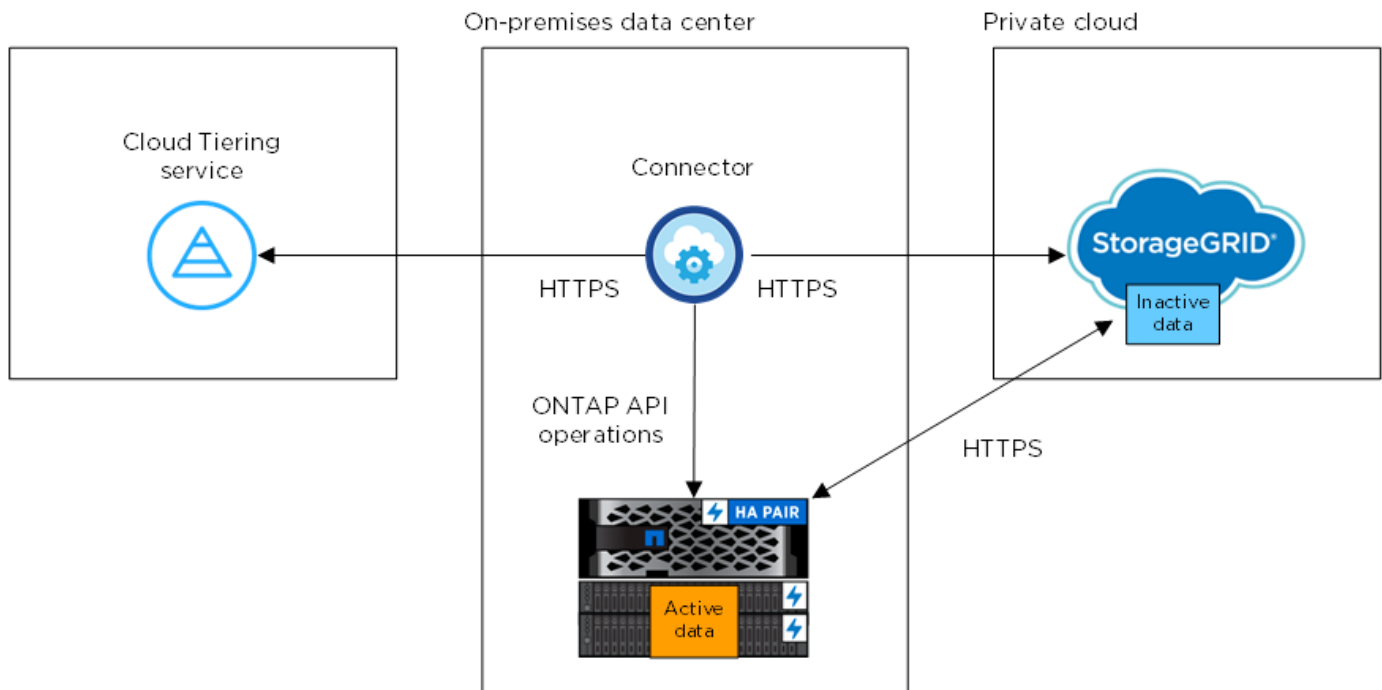 On-premises data center
Private cloud
Cloud Tiering
service
Connector
StorageGRID®
Inactive
data
HTTPS
HTTPS
ONTAP API
operations
HTTPS
HA PAIR
Active
data